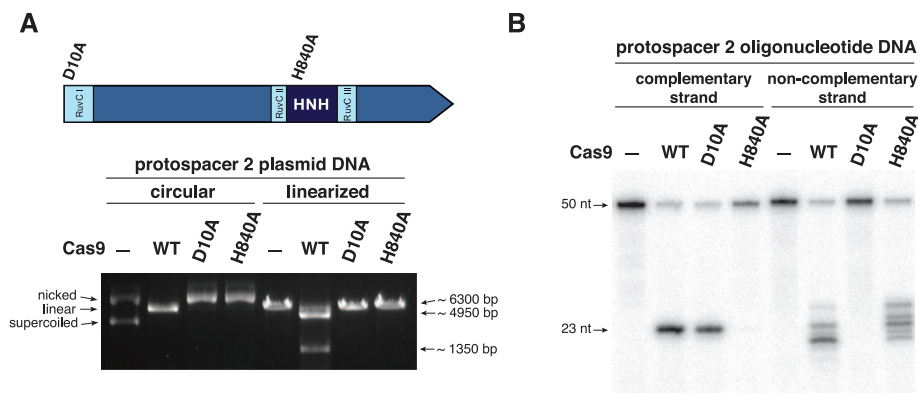 A
D10A
H840A
RuvC I
RuvC II
HNH
RuvC III
protospacer 2 plasmid DNA
circular linearized
Cas9 — WT D10A H840A — WT D10A H840A
nicked
linear
supercoiled
~ 6300 bp
~ 4950 bp
~ 1350 bp
B
protospacer 2 oligonucleotide DNA
complementary strand
non-complementary strand
Cas9 — WT D10A H840A — WT D10A H840A
50 nt
23 nt